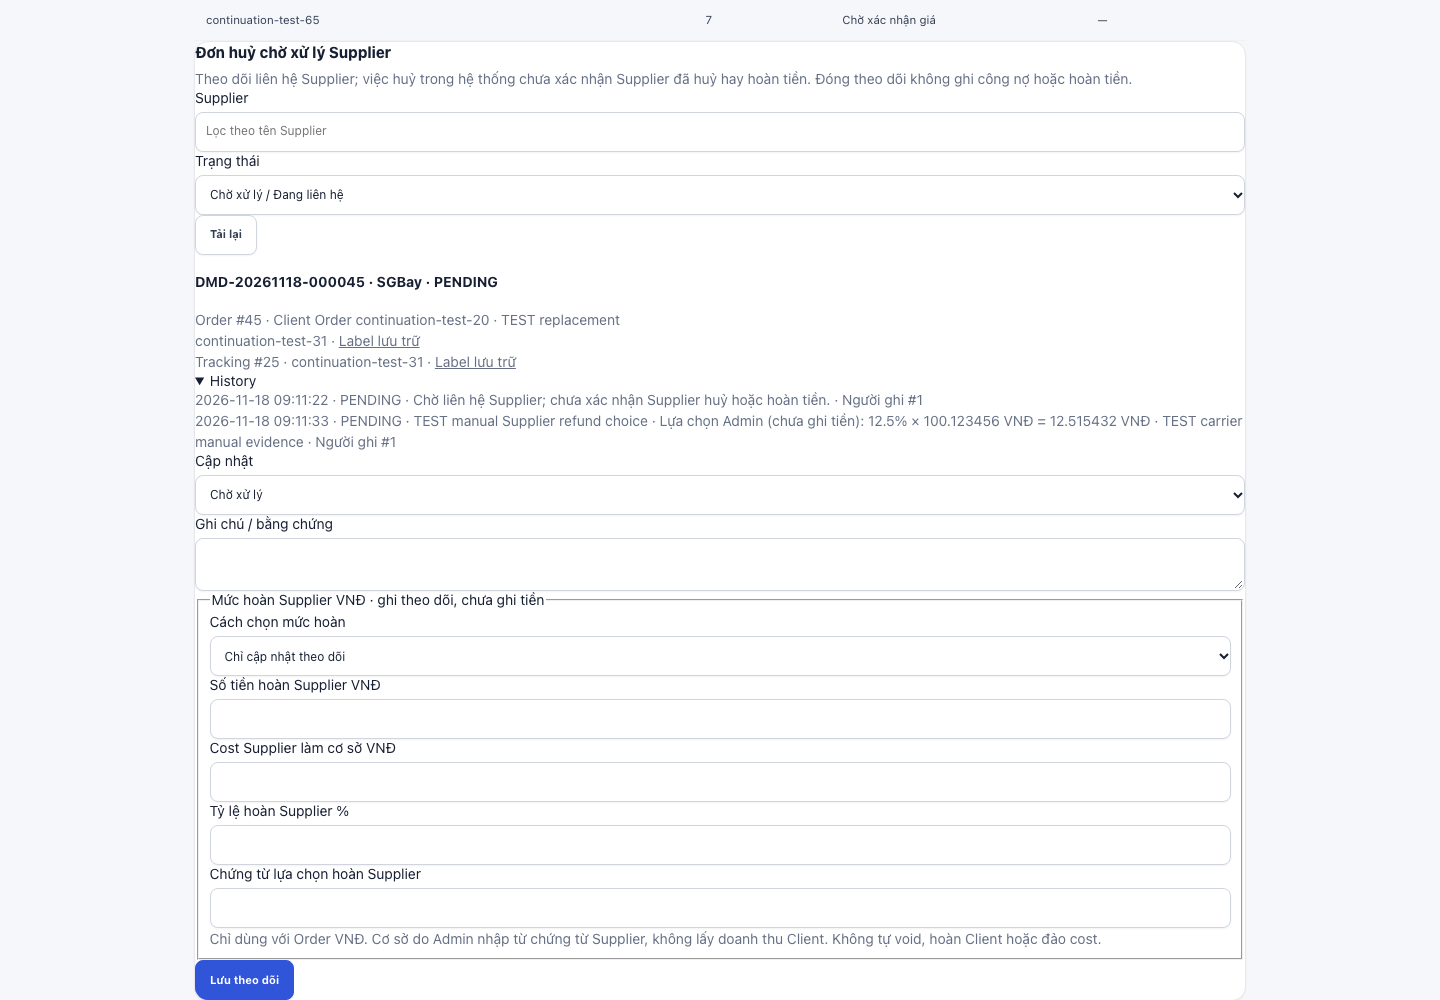 continuation-test-65 7 Chờ xác nhận giá —
Đơn huỷ chờ xử lý Supplier
Theo dõi liên hệ Supplier; việc huỷ trong hệ thống chưa xác nhận Supplier đã huỷ hay hoàn tiền. Đóng theo dõi không ghi công nợ hoặc hoàn tiền.
Supplier
Lọc theo tên Supplier
Trạng thái
Chờ xử lý / Đang liên hệ
Tải lại
DMD-20261118-000045 · SGBay · PENDING
Order #45 · Client Order continuation-test-20 · TEST replacement
continuation-test-31 · Label lưu trữ
Tracking #25 · continuation-test-31 · Label lưu trữ
▼ History
2026-11-18 09:11:22 · PENDING · Chờ liên hệ Supplier; chưa xác nhận Supplier huỷ hoặc hoàn tiền. · Người ghi #1
2026-11-18 09:11:33 · PENDING · TEST manual Supplier refund choice · Lựa chọn Admin (chưa ghi tiền): 12.5% × 100.123456 VNĐ = 12.515432 VNĐ · TEST carrier
manual evidence · Người ghi #1
Cập nhật
Chờ xử lý
Ghi chú / bằng chứng
Mức hoàn Supplier VNĐ · ghi theo dõi, chưa ghi tiền
Cách chọn mức hoàn
Chỉ cập nhật theo dõi
Số tiền hoàn Supplier VNĐ
Cost Supplier làm cơ sở VNĐ
Tỷ lệ hoàn Supplier %
Chứng từ lựa chọn hoàn Supplier
Chỉ dùng với Order VNĐ. Cơ sở do Admin nhập từ chứng từ Supplier, không lấy doanh thu Client. Không tự void, hoàn Client hoặc đảo cost.
Lưu theo dõi